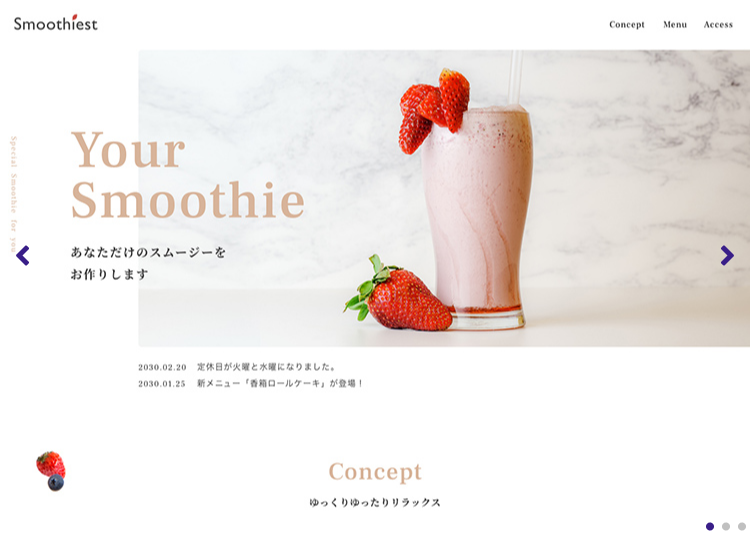 Smoothiest
Concept Menu Access
Special Smoothie for you
Your
Smoothie
あなただけのスムージーを
お作りします
2030.02.20 定休日が火曜と水曜になりました。
2030.01.25 新メニュー「香箱ロールケーキ」が登場！
Concept
ゆっくりゆったりリラックス